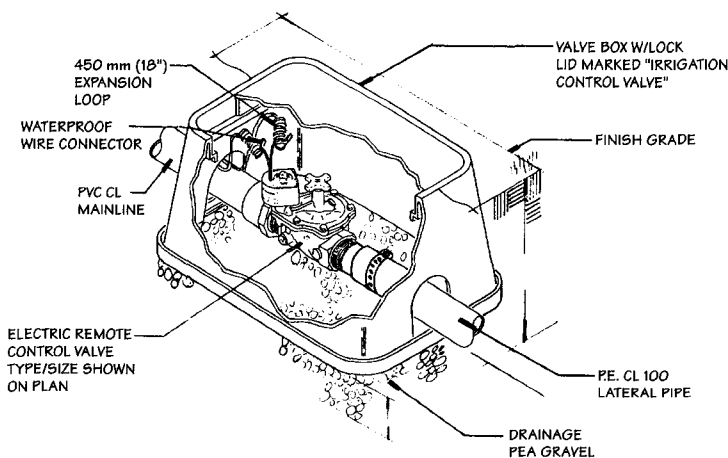 450 mm (18")
EXPANSION
LOOP
WATERPROOF
WIRE CONNECTOR
PVC CL
MAINLINE
ELECTRIC REMOTE
CONTROL VALVE
TYPE/SIZE SHOWN
ON PLAN
VALVE BOX W/LOCK
LID MARKED "IRRIGATION
CONTROL VALVE"
FINISH GRADE
P.E. CL 100
LATERAL PIPE
DRAINAGE
PEA GRAVEL